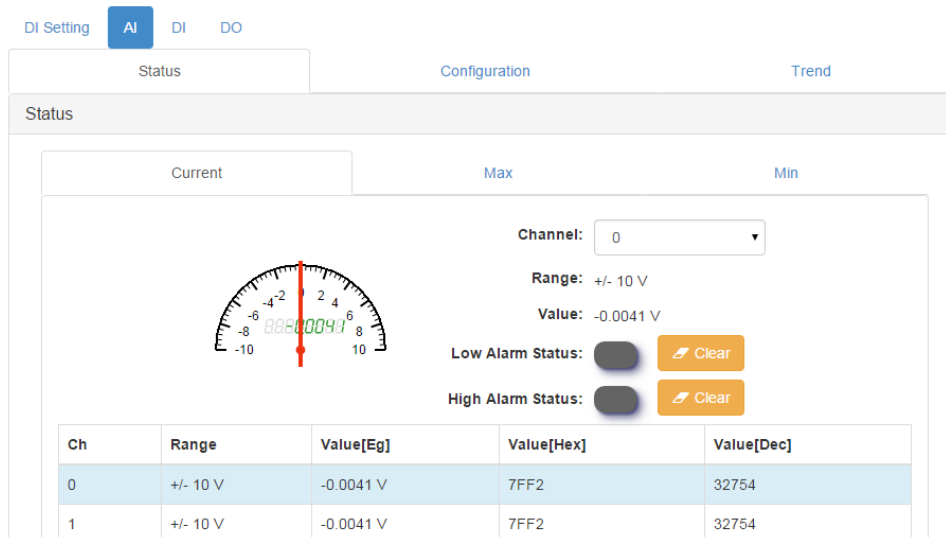 DI Setting AI DI DO
Status Configuration Trend
Status
Current Max Min
Channel: 0
Range: +/- 10 V
Value: -0.0041 V
Low Alarm Status: Clear
High Alarm Status: Clear
-10 -8 -6 -4 -2 0 2 4 6 8 10
-0.0041
Ch Range Value[Eg] Value[Hex] Value[Dec]
0 +/- 10 V -0.0041 V 7FF2 32754
1 +/- 10 V -0.0041 V 7FF2 32754